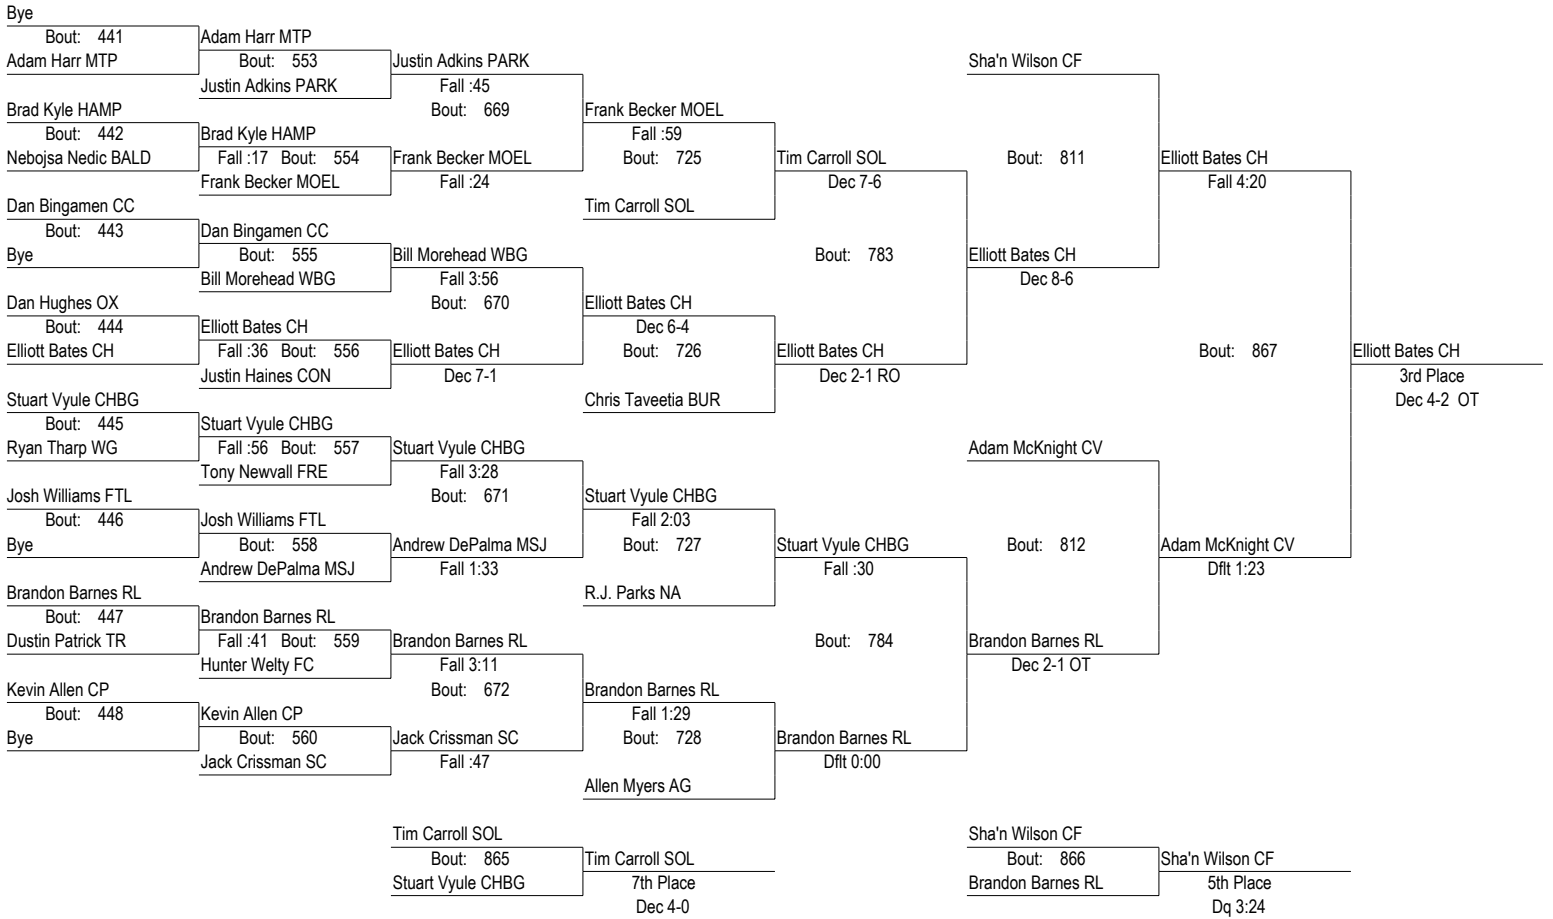 Bye
Bout: 441
Adam Harr MTP
Brad Kyle HAMP
Bout: 442
Nebojsa Nedic BALD
Dan Bingamen CC
Bout: 443
Bye
Dan Hughes OX
Bout: 444
Elliott Bates CH
Stuart Vyule CHBG
Bout: 445
Ryan Tharp WG
Josh Williams FTL
Bout: 446
Bye
Brandon Barnes RL
Bout: 447
Dustin Patrick TR
Kevin Allen CP
Bout: 448
Bye
Adam Harr MTP
Bout: 553
Justin Adkins PARK
Brad Kyle HAMP
Fall :17 Bout: 554
Frank Becker MOEL
Dan Bingamen CC
Bout: 555
Bill Morehead WBG
Elliott Bates CH
Fall :36 Bout: 556
Justin Haines CON
Stuart Vyule CHBG
Fall :56 Bout: 557
Tony Newvall FRE
Josh Williams FTL
Bout: 558
Andrew DePalma MSJ
Brandon Barnes RL
Fall :41 Bout: 559
Hunter Welty FC
Kevin Allen CP
Bout: 560
Jack Crissman SC
Justin Adkins PARK
Fall :45
Bout: 669
Frank Becker MOEL
Fall :24
Bill Morehead WBG
Fall 3:56
Bout: 670
Elliott Bates CH
Dec 7-1
Stuart Vyule CHBG
Fall 3:28
Bout: 671
Andrew DePalma MSJ
Fall 1:33
Brandon Barnes RL
Fall 3:11
Bout: 672
Jack Crissman SC
Fall :47
Frank Becker MOEL
Fall :59
Bout: 725
Tim Carroll SOL
Elliott Bates CH
Dec 6-4
Bout: 726
Chris Taveetia BUR
Stuart Vyule CHBG
Fall 2:03
Bout: 727
R.J. Parks NA
Brandon Barnes RL
Fall 1:29
Bout: 728
Allen Myers AG
Tim Carroll SOL
Dec 7-6
Bout: 783
Elliott Bates CH
Dec 2-1 RO
Stuart Vyule CHBG
Fall :30
Bout: 784
Brandon Barnes RL
Dflt 0:00
Sha'n Wilson CF
Bout: 811
Elliott Bates CH
Dec 8-6
Adam McKnight CV
Bout: 812
Brandon Barnes RL
Dec 2-1 OT
Elliott Bates CH
Fall 4:20
Bout: 867
Adam McKnight CV
Dflt 1:23
Elliott Bates CH
3rd Place
Dec 4-2 OT
Tim Carroll SOL
Bout: 865
Stuart Vyule CHBG
Tim Carroll SOL
7th Place
Dec 4-0
Sha'n Wilson CF
Bout: 866
Brandon Barnes RL
Sha'n Wilson CF
5th Place
Dq 3:24